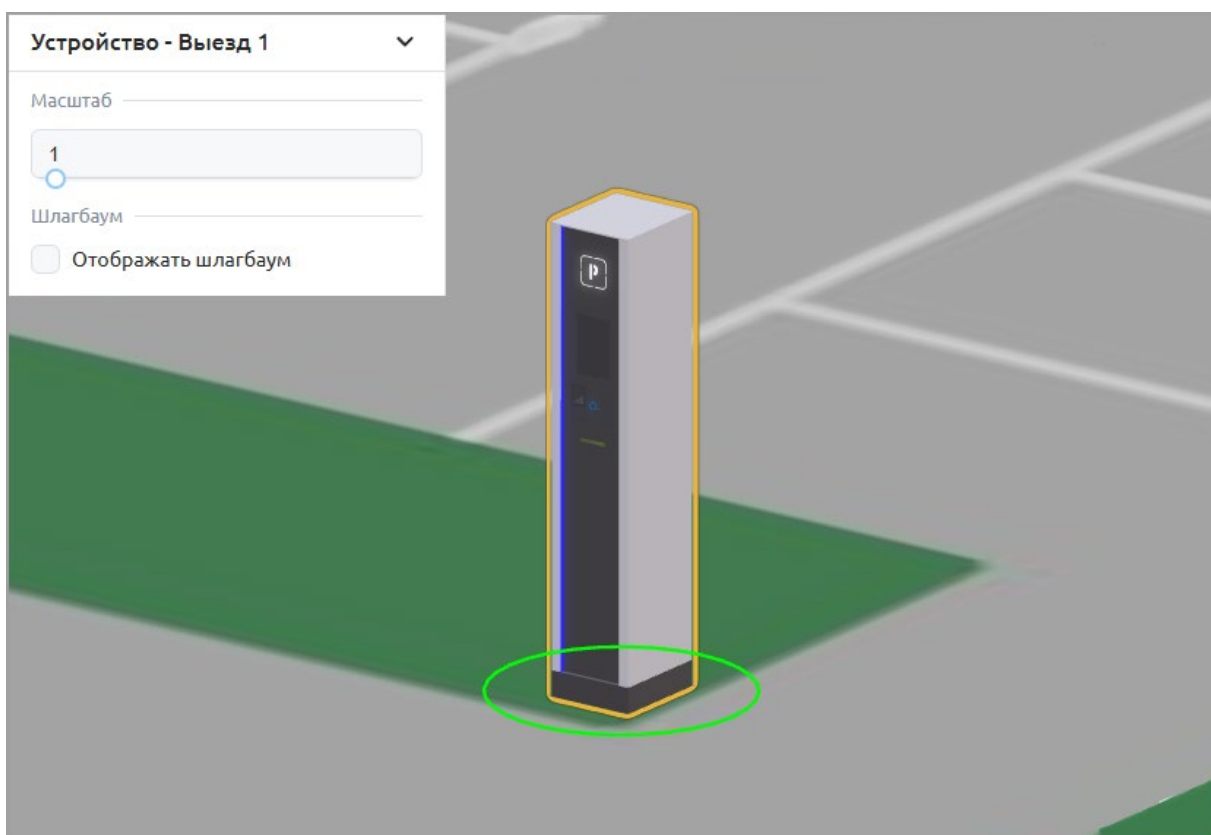 Устройство - Выезд 1
Масштаб
1
Шлагбаум
Отображать шлагбаум
P